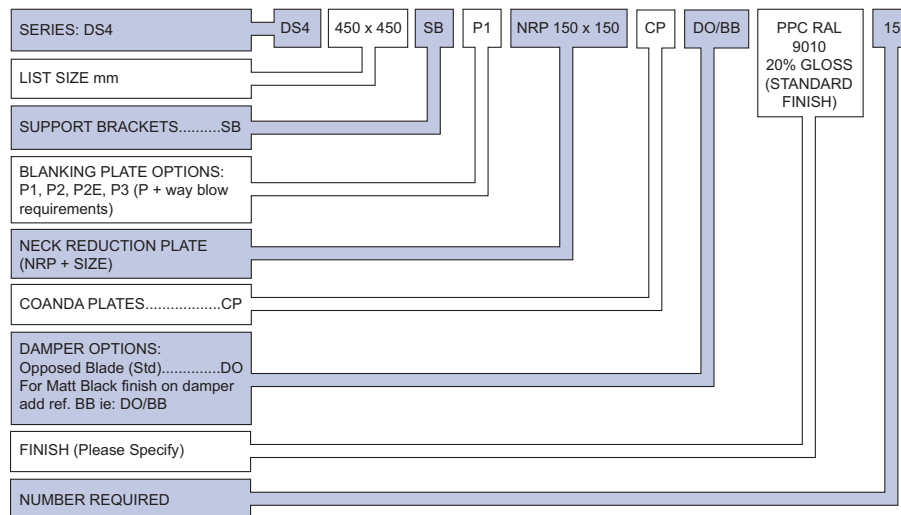 SERIES: DS4
DS4
450 x 450
SB
P1
NRP 150 x 150
CP
DO/BB
PPC RAL
9010
20% GLOSS
(STANDARD
FINISH)
15
LIST SIZE mm
SUPPORT BRACKETS..........SB
BLANKING PLATE OPTIONS:
P1, P2, P2E, P3 (P + way blow
requirements)
NECK REDUCTION PLATE
(NRP + SIZE)
COANDA PLATES..................CP
DAMPER OPTIONS:
Opposed Blade (Std)..............DO
For Matt Black finish on damper
add ref. BB ie: DO/BB
FINISH (Please Specify)
NUMBER REQUIRED